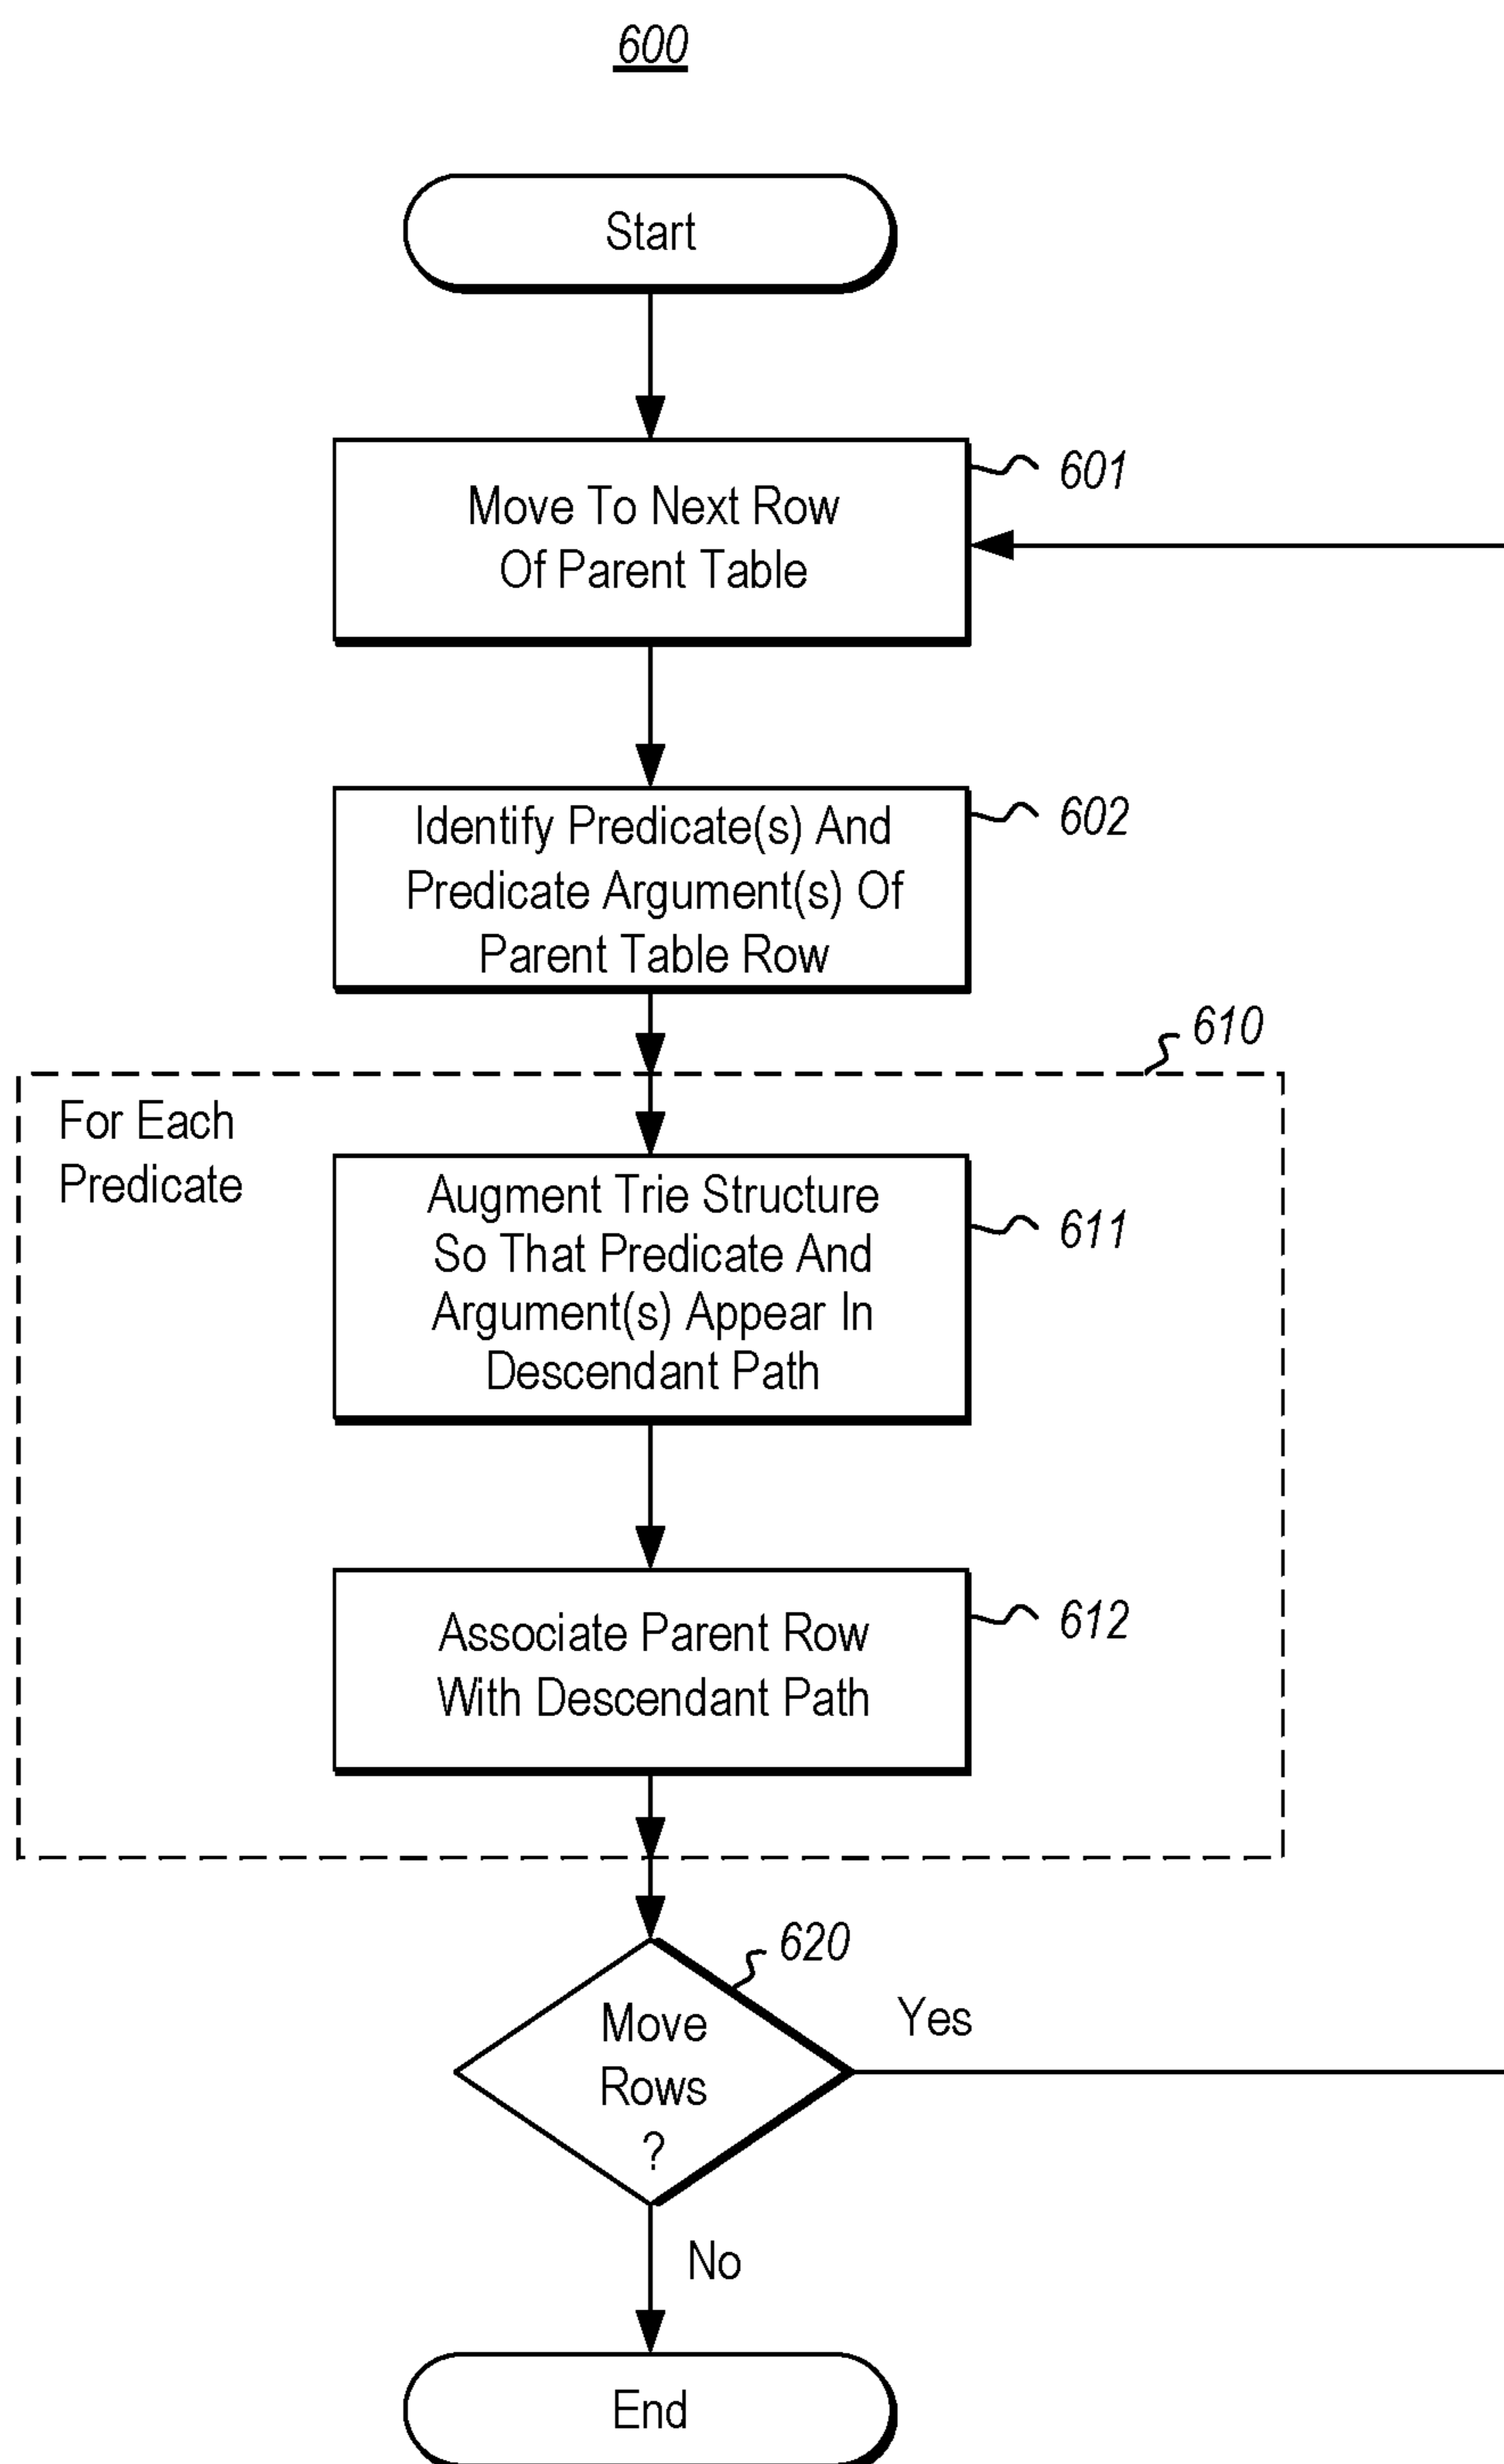 600
Start
Move To Next Row
Of Parent Table
601
Identify Predicate(s) And
Predicate Argument(s) Of
Parent Table Row
602
610
For Each
Predicate
Augment Trie Structure
So That Predicate And
Argument(s) Appear In
Descendant Path
611
Associate Parent Row
With Descendant Path
612
620
Move
Rows
?
Yes
No
End